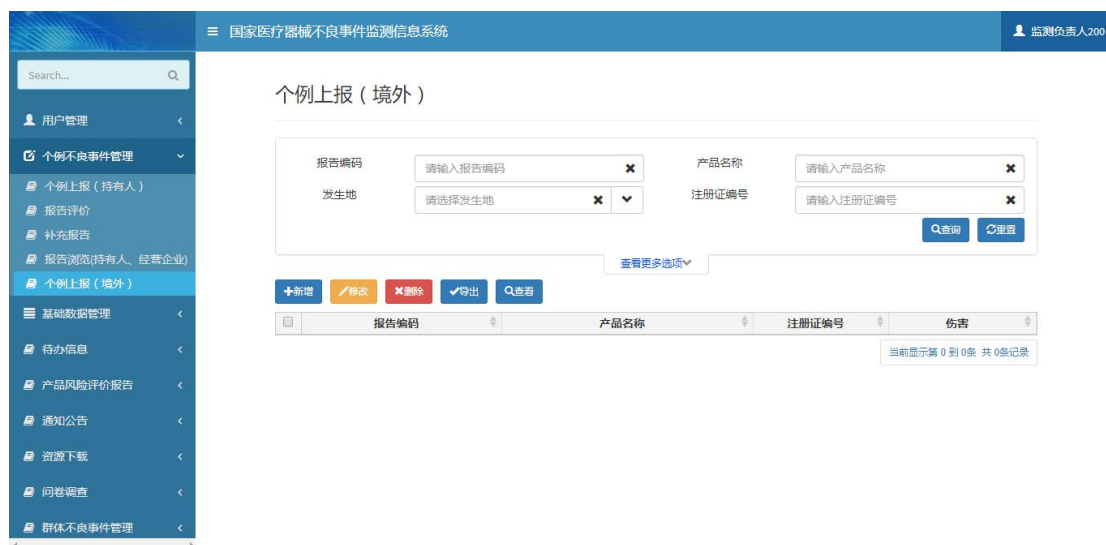 国家医疗器械不良事件监测信息系统
监测负责人200
Search...
用户管理
个例不良事件管理
个例上报（持有人）
报告评价
补充报告
报告浏览(持有人、经营企业)
个例上报（境外）
基础数据管理
待办信息
产品风险评价报告
通知公告
资源下载
问卷调查
群体不良事件管理
个例上报（境外）
报告编码 请输入报告编码 产品名称 请输入产品名称
发生地 请选择发生地 注册证编号 请输入注册证编号
查询 重置
查看更多选项
新增 修改 删除 导出 查看
报告编码 产品名称 注册证编号 伤害
当前显示第 0 到 0条 共 0条记录